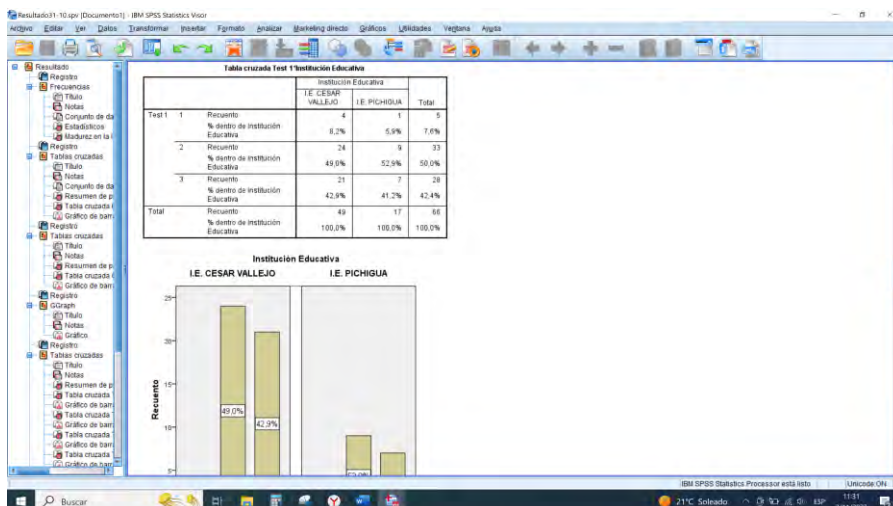 Resultado31-10.spv [Documento1] - IBM SPSS Statistics Visor
Archivo Editar Ver Datos Transformar Insertar Formato Analizar Marketing directo Gráficos Utilidades Ventana Ayuda
Resultado
Registro
Frecuencias
Título
Notas
Conjunto de da
Estadísticos
Madurez en la l
Registro
Tablas cruzadas
Título
Notas
Conjunto de da
Resumen de p
Tabla cruzada
Gráfico de barr
Registro
Tablas cruzadas
Título
Notas
Resumen de p
Tabla cruzada
Gráfico de barr
Registro
GGraph
Título
Notas
Gráfico
Registro
Tablas cruzadas
Título
Notas
Resumen de p
Tabla cruzada
Gráfico de barr
Tabla cruzada
Gráfico de barr
Tabla cruzada
Gráfico de barr
Tabla cruzada
Gráfico de barr
Tabla cruzada Test 1*Institución Educativa
Institución Educativa
I.E. CESAR VALLEJO I.E. PICHIGUA Total
Test 1 1 Recuento 4 1 5
% dentro de Institución Educativa 8,2% 5,9% 7,6%
2 Recuento 24 9 33
% dentro de Institución Educativa 49,0% 52,9% 50,0%
3 Recuento 21 7 28
% dentro de Institución Educativa 42,9% 41,2% 42,4%
Total Recuento 49 17 66
% dentro de Institución Educativa 100,0% 100,0% 100,0%
Institución Educativa
I.E. CESAR VALLEJO I.E. PICHIGUA
Recuento
25
15
10
5
49,0%
42,9%
IBM SPSS Statistics Processor está listo Unicode:ON
Buscar
21°C Soleado
ESP
11:31